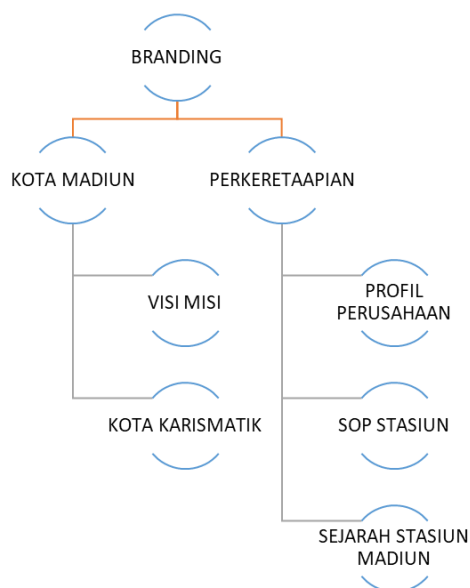 BRANDING
KOTA MADIUN
PERKERETAAPIAN
VISI MISI
KOTA KARISMATIK
PROFIL
PERUSAHAAN
SOP STASIUN
SEJARAH STASIUN
MADIUN